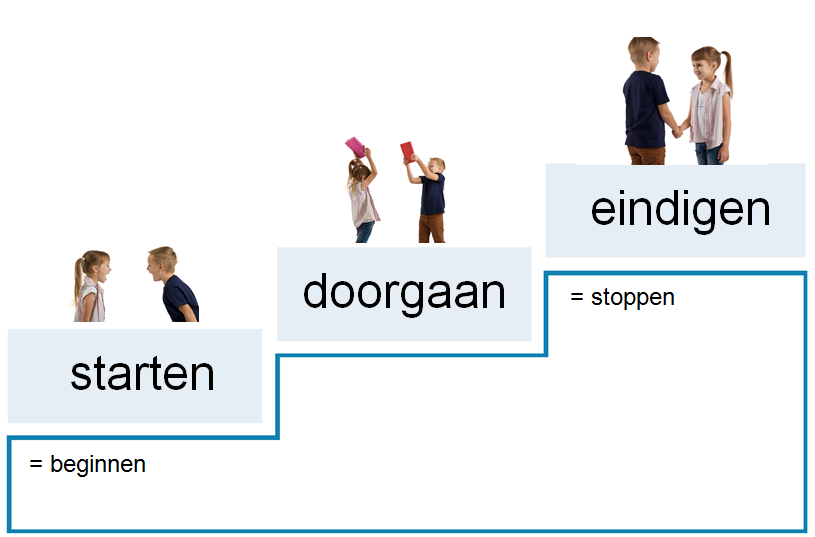 starten
= beginnen
doorgaan
eindigen
= stoppen